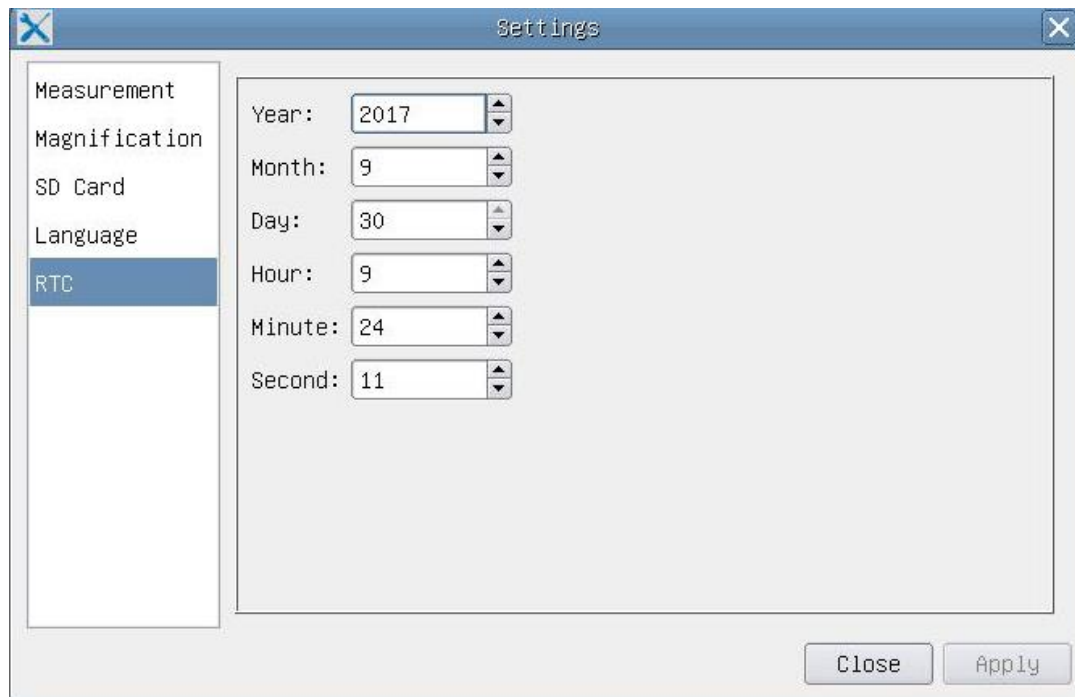 Settings
Measurement
Magnification
SD Card
Language
RTC
Year: 2017
Month: 9
Day: 30
Hour: 9
Minute: 24
Second: 11
Close
Apply